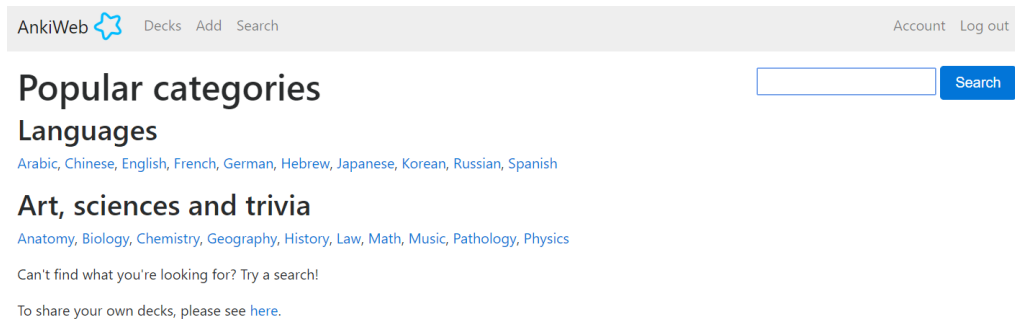 AnkiWeb Decks Add Search Account Log out
Popular categories
Search
Languages
Arabic, Chinese, English, French, German, Hebrew, Japanese, Korean, Russian, Spanish
Art, sciences and trivia
Anatomy, Biology, Chemistry, Geography, History, Law, Math, Music, Pathology, Physics
Can't find what you're looking for? Try a search!
To share your own decks, please see here.